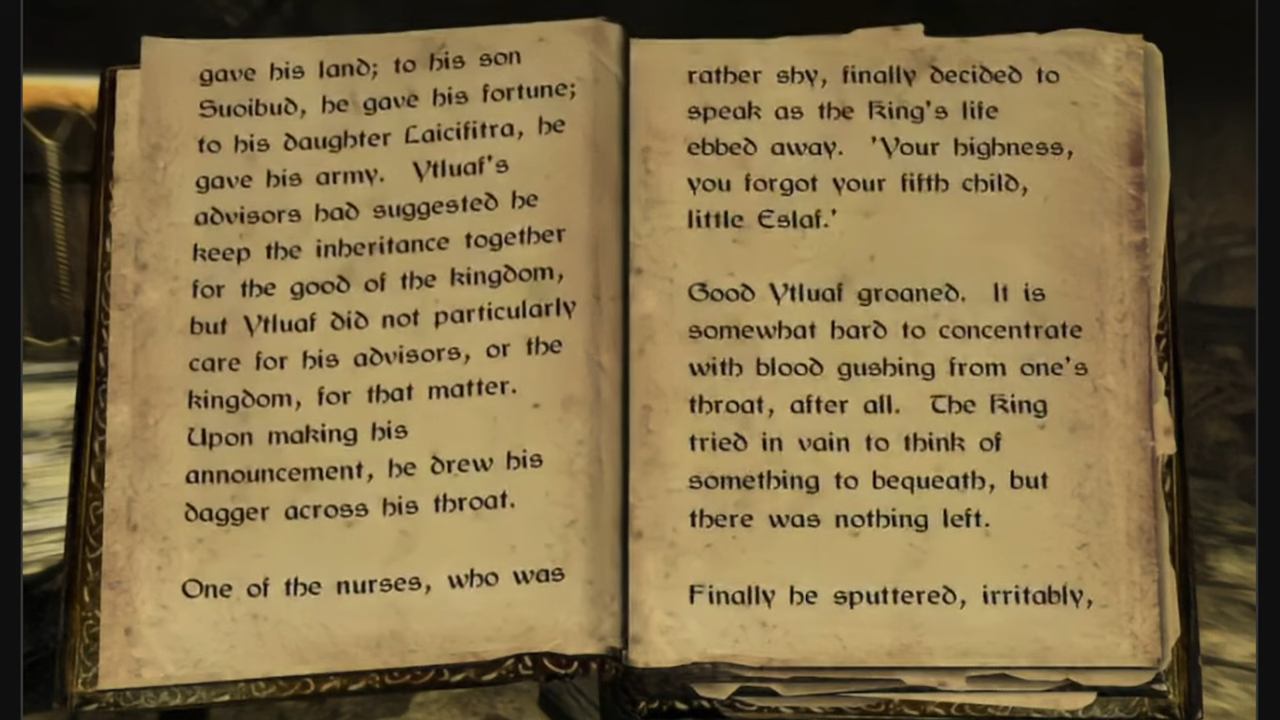 gave his land; to his son
Suoibud, he gave his fortune;
to his daughter Laicifitra, he
gave his army.  Ytluaf's
advisors had suggested he
keep the inheritance together
for the good of the kingdom,
but Ytluaf did not particularly
care for his advisors, or the
kingdom, for that matter.
Upon making his
announcement, he drew his
dagger across his throat.
One of the nurses, who was
rather shy, finally decided to
speak as the King's life
ebbed away.  'Your highness,
you forgot your fifth child,
little Eslaf.'
Good Ytluaf groaned.  It is
somewhat hard to concentrate
with blood gushing from one's
throat, after all.  The King
tried in vain to think of
something to bequeath, but
there was nothing left.
Finally he sputtered, irritably,